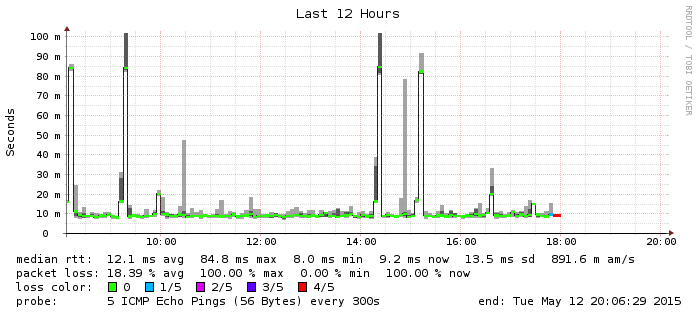 Last 12 Hours
RRDTOOL / TOBI OETIKER
Seconds
100 m
90 m
80 m
70 m
60 m
50 m
40 m
30 m
20 m
10 m
0
10:00 12:00 14:00 16:00 18:00 20:00
median rtt: 12.1 ms avg 84.8 ms max 8.0 ms min 9.2 ms now 13.5 ms sd 891.6 m am/s
packet loss: 18.39 % avg 100.00 % max 0.00 % min 100.00 % now
loss color: 0 1/5 2/5 3/5 4/5
probe: 5 ICMP Echo Pings (56 Bytes) every 300s end: Tue May 12 20:06:29 2015